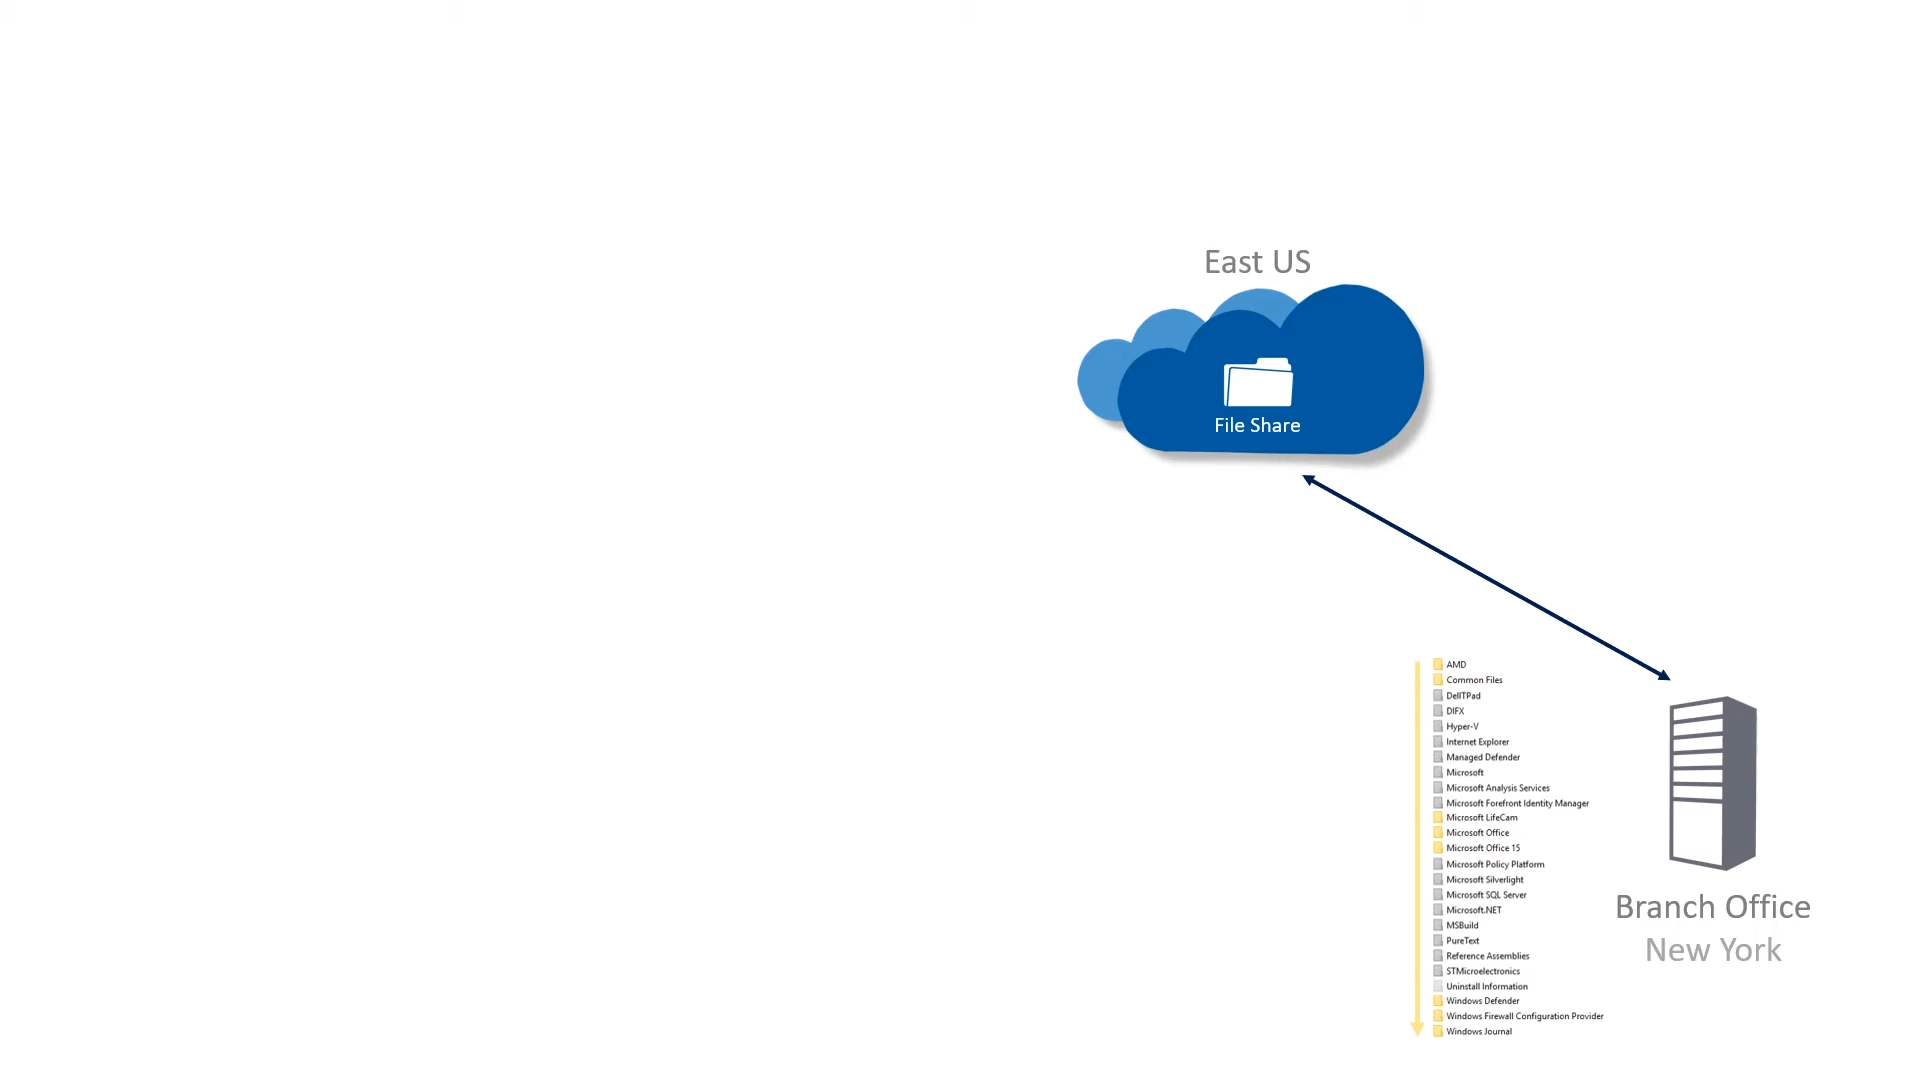 East US
File Share
AMD
Common Files
DellTPad
DIFX
Hyper-V
Internet Explorer
Managed Defender
Microsoft
Microsoft Analysis Services
Microsoft Forefront Identity Manager
Microsoft LifeCam
Microsoft Office
Microsoft Office 15
Microsoft Policy Platform
Microsoft Silverlight
Microsoft SQL Server
Microsoft.NET
MSBuild
PureText
Reference Assemblies
STMicroelectronics
Uninstall Information
Windows Defender
Windows Firewall Configuration Provider
Windows Journal
Branch Office
New York